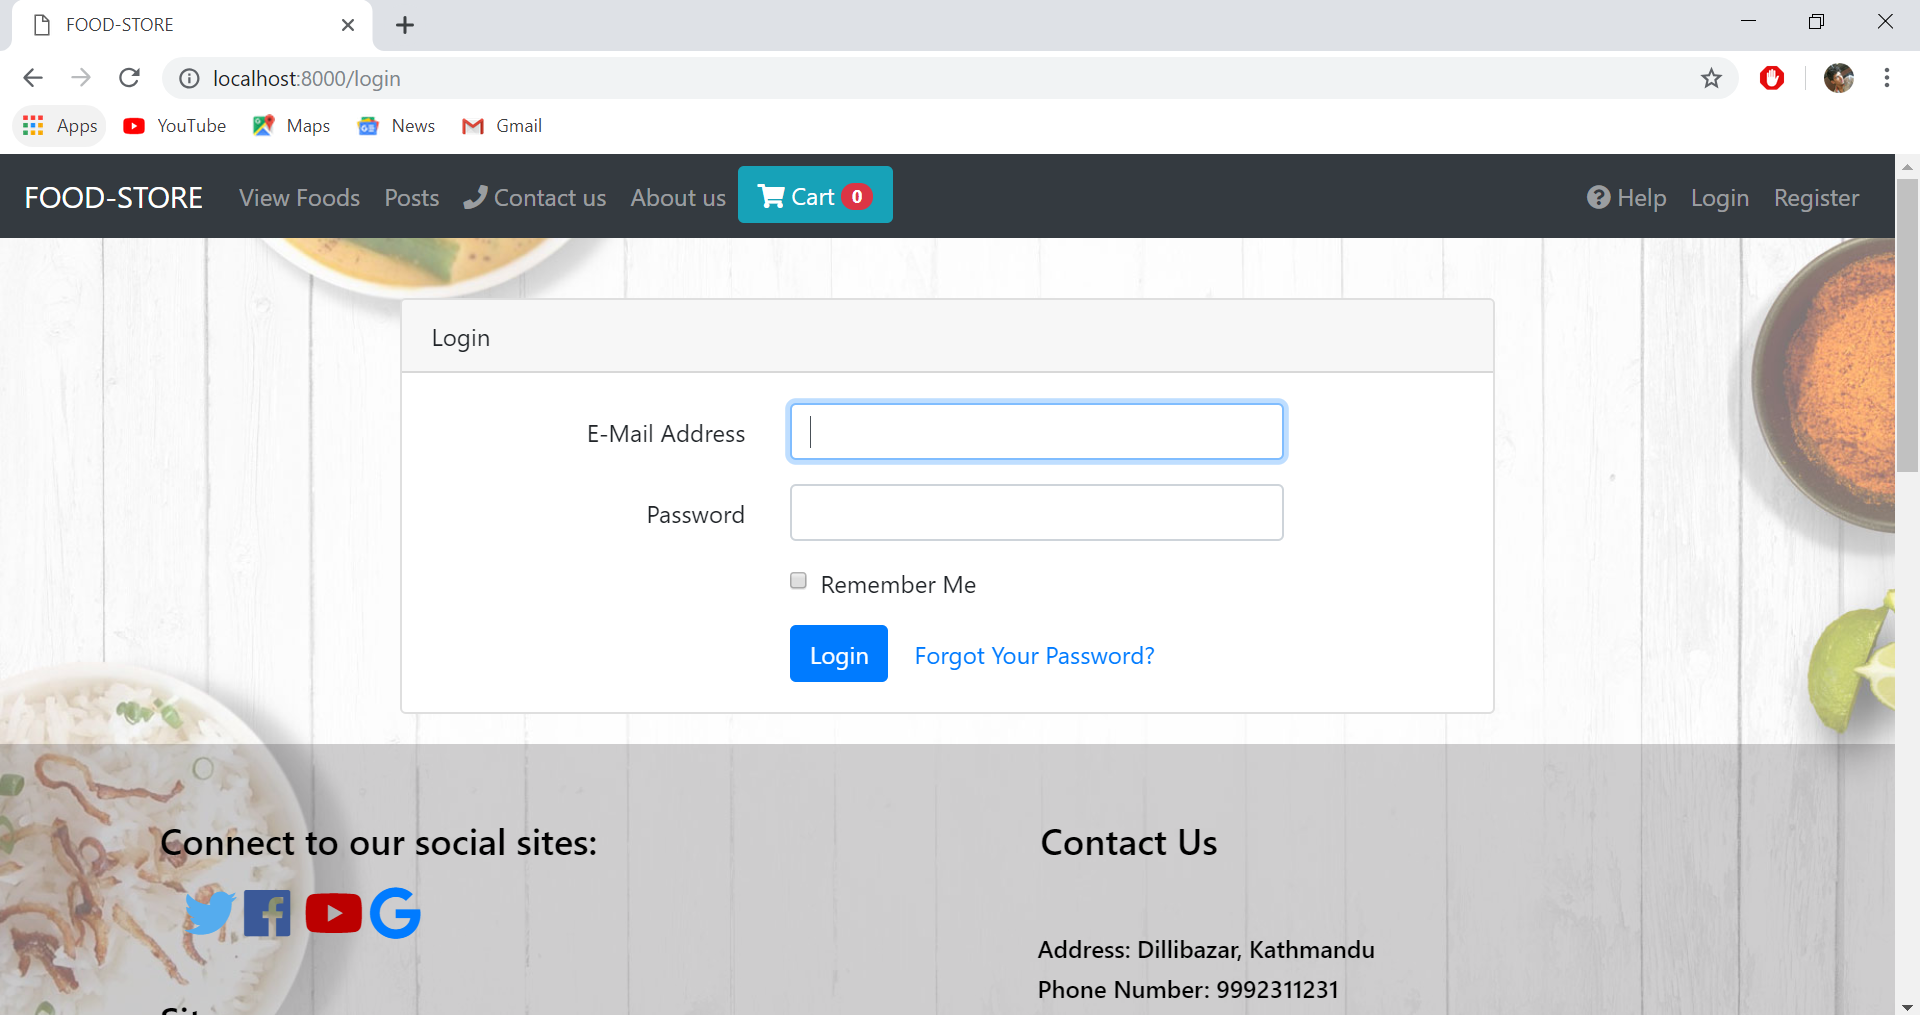 FOOD-STORE
localhost:8000/login
Apps YouTube Maps News Gmail
FOOD-STORE View Foods Posts Contact us About us Cart 0 Help Login Register
Login
E-Mail Address
Password
Remember Me
Login Forgot Your Password?
Connect to our social sites:
Contact Us
Address: Dillibazar, Kathmandu
Phone Number: 9992311231